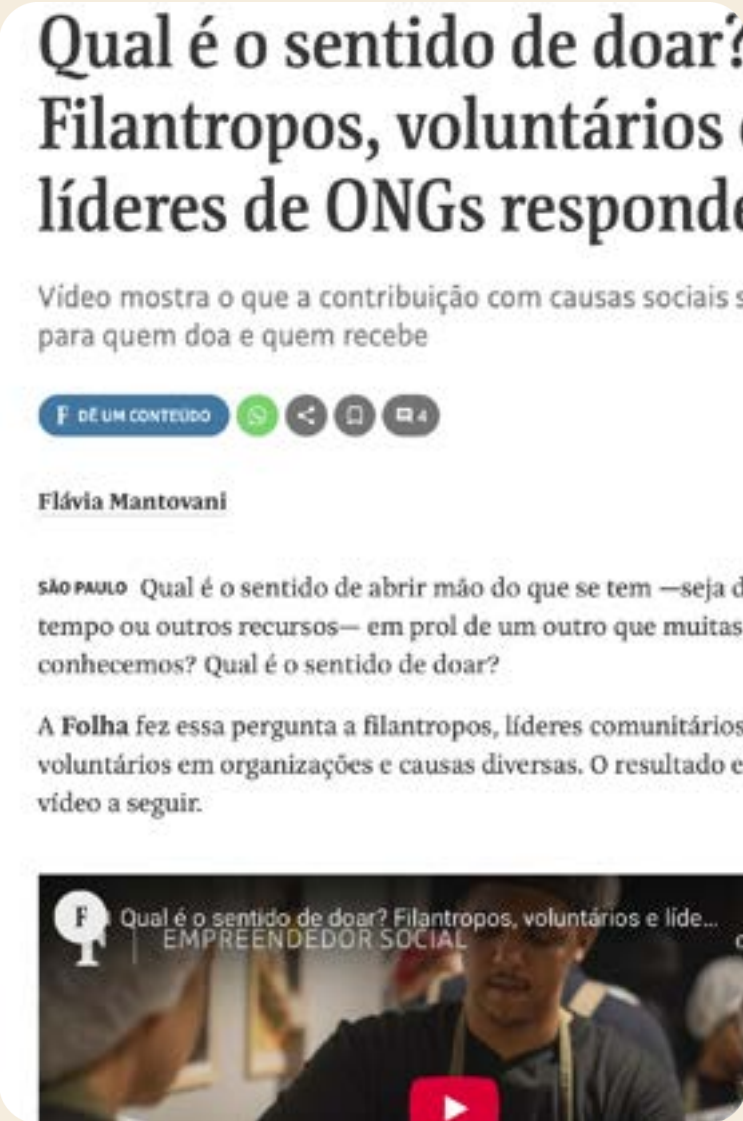 Qual é o sentido de doar?
Filantropos, voluntários
líderes de ONGs responde
Vídeo mostra o que a contribuição com causas sociais s
para quem doa e quem recebe
F DÊ UM CONTEÚDO 4
Flávia Mantovani
SÃO PAULO Qual é o sentido de abrir mão do que se tem —seja d
tempo ou outros recursos— em prol de um outro que muitas
conhecemos? Qual é o sentido de doar?
A Folha fez essa pergunta a filantropos, líderes comunitários
voluntários em organizações e causas diversas. O resultado e
vídeo a seguir.
F Qual é o sentido de doar? Filantropos, voluntários e líde...
EMPREENDEDOR SOCIAL